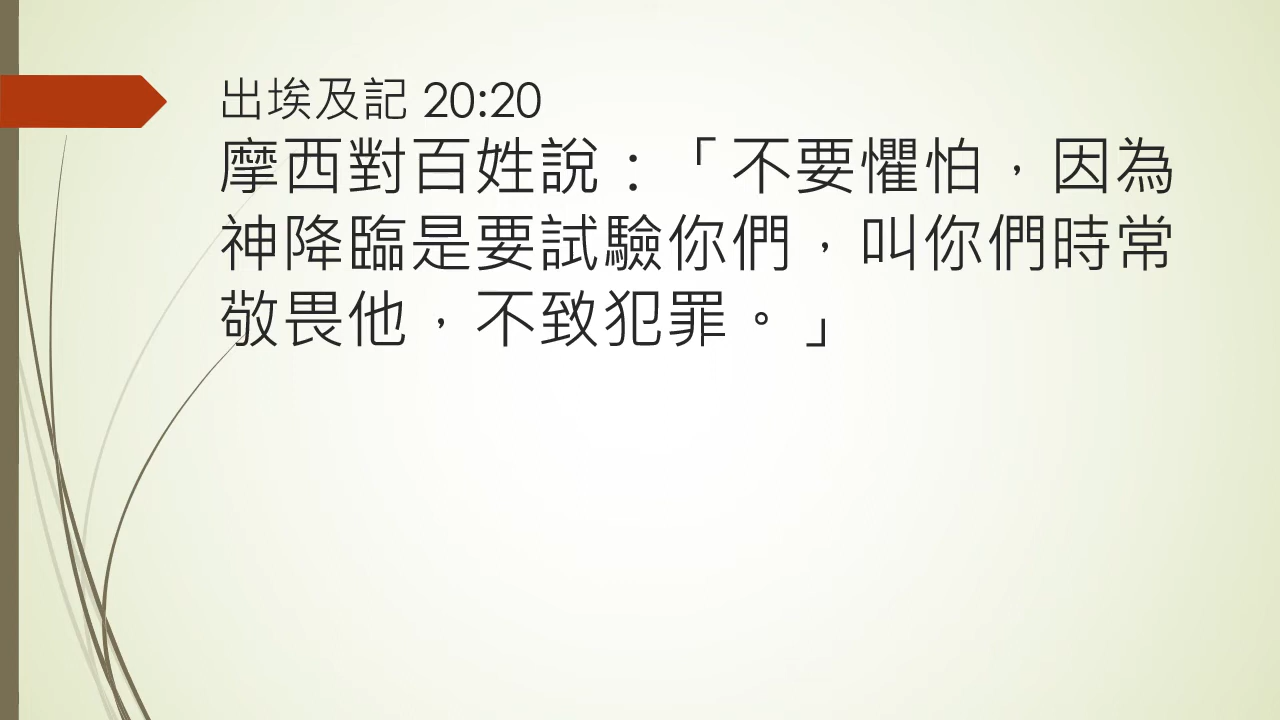 出埃及記 20:20
摩西對百姓說：「不要懼怕，因為
神降臨是要試驗你們，叫你們時常
敬畏他，不致犯罪。」